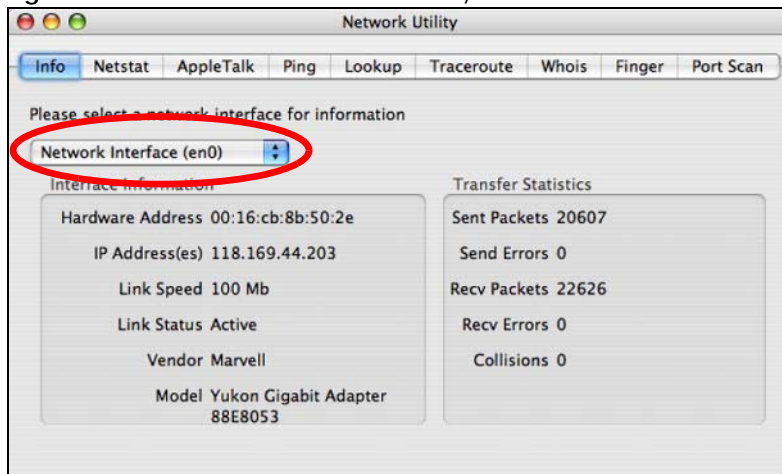 Network Utility
Info Netstat AppleTalk Ping Lookup Traceroute Whois Finger Port Scan
Please select a network interface for information
Network Interface (en0)
Interface Information
Hardware Address 00:16:cb:8b:50:2e
IP Address(es) 118.169.44.203
Link Speed 100 Mb
Link Status Active
Vendor Marvell
Model Yukon Gigabit Adapter
88E8053
Transfer Statistics
Sent Packets 20607
Send Errors 0
Recv Packets 22626
Recv Errors 0
Collisions 0